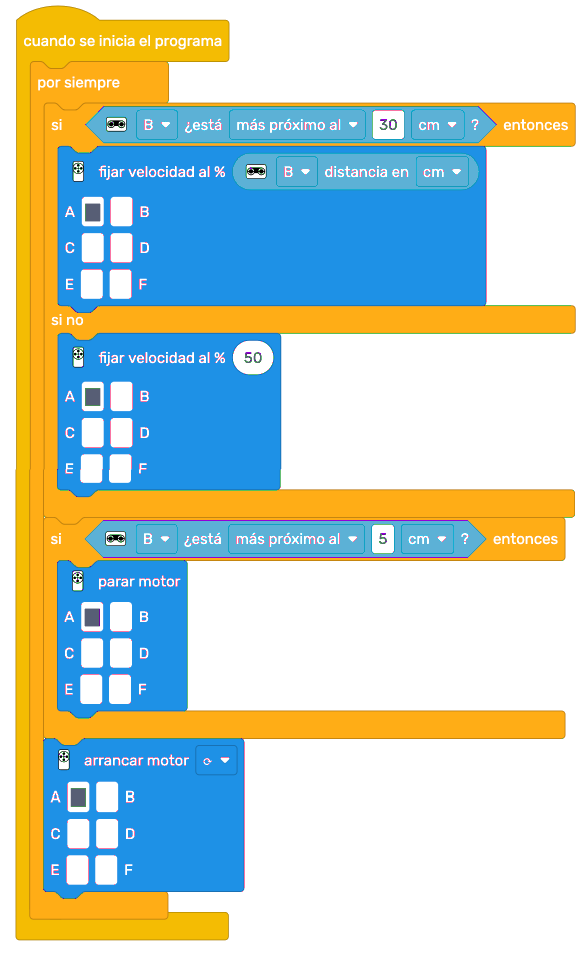 cuando se inicia el programa
por siempre
si B ¿está más próximo al 30 cm ? entonces
fijar velocidad al % B distancia en cm
A B
C D
E F
si no
fijar velocidad al % 50
A B
C D
E F
si B ¿está más próximo al 5 cm ? entonces
parar motor
A B
C D
E F
arrancar motor
A B
C D
E F